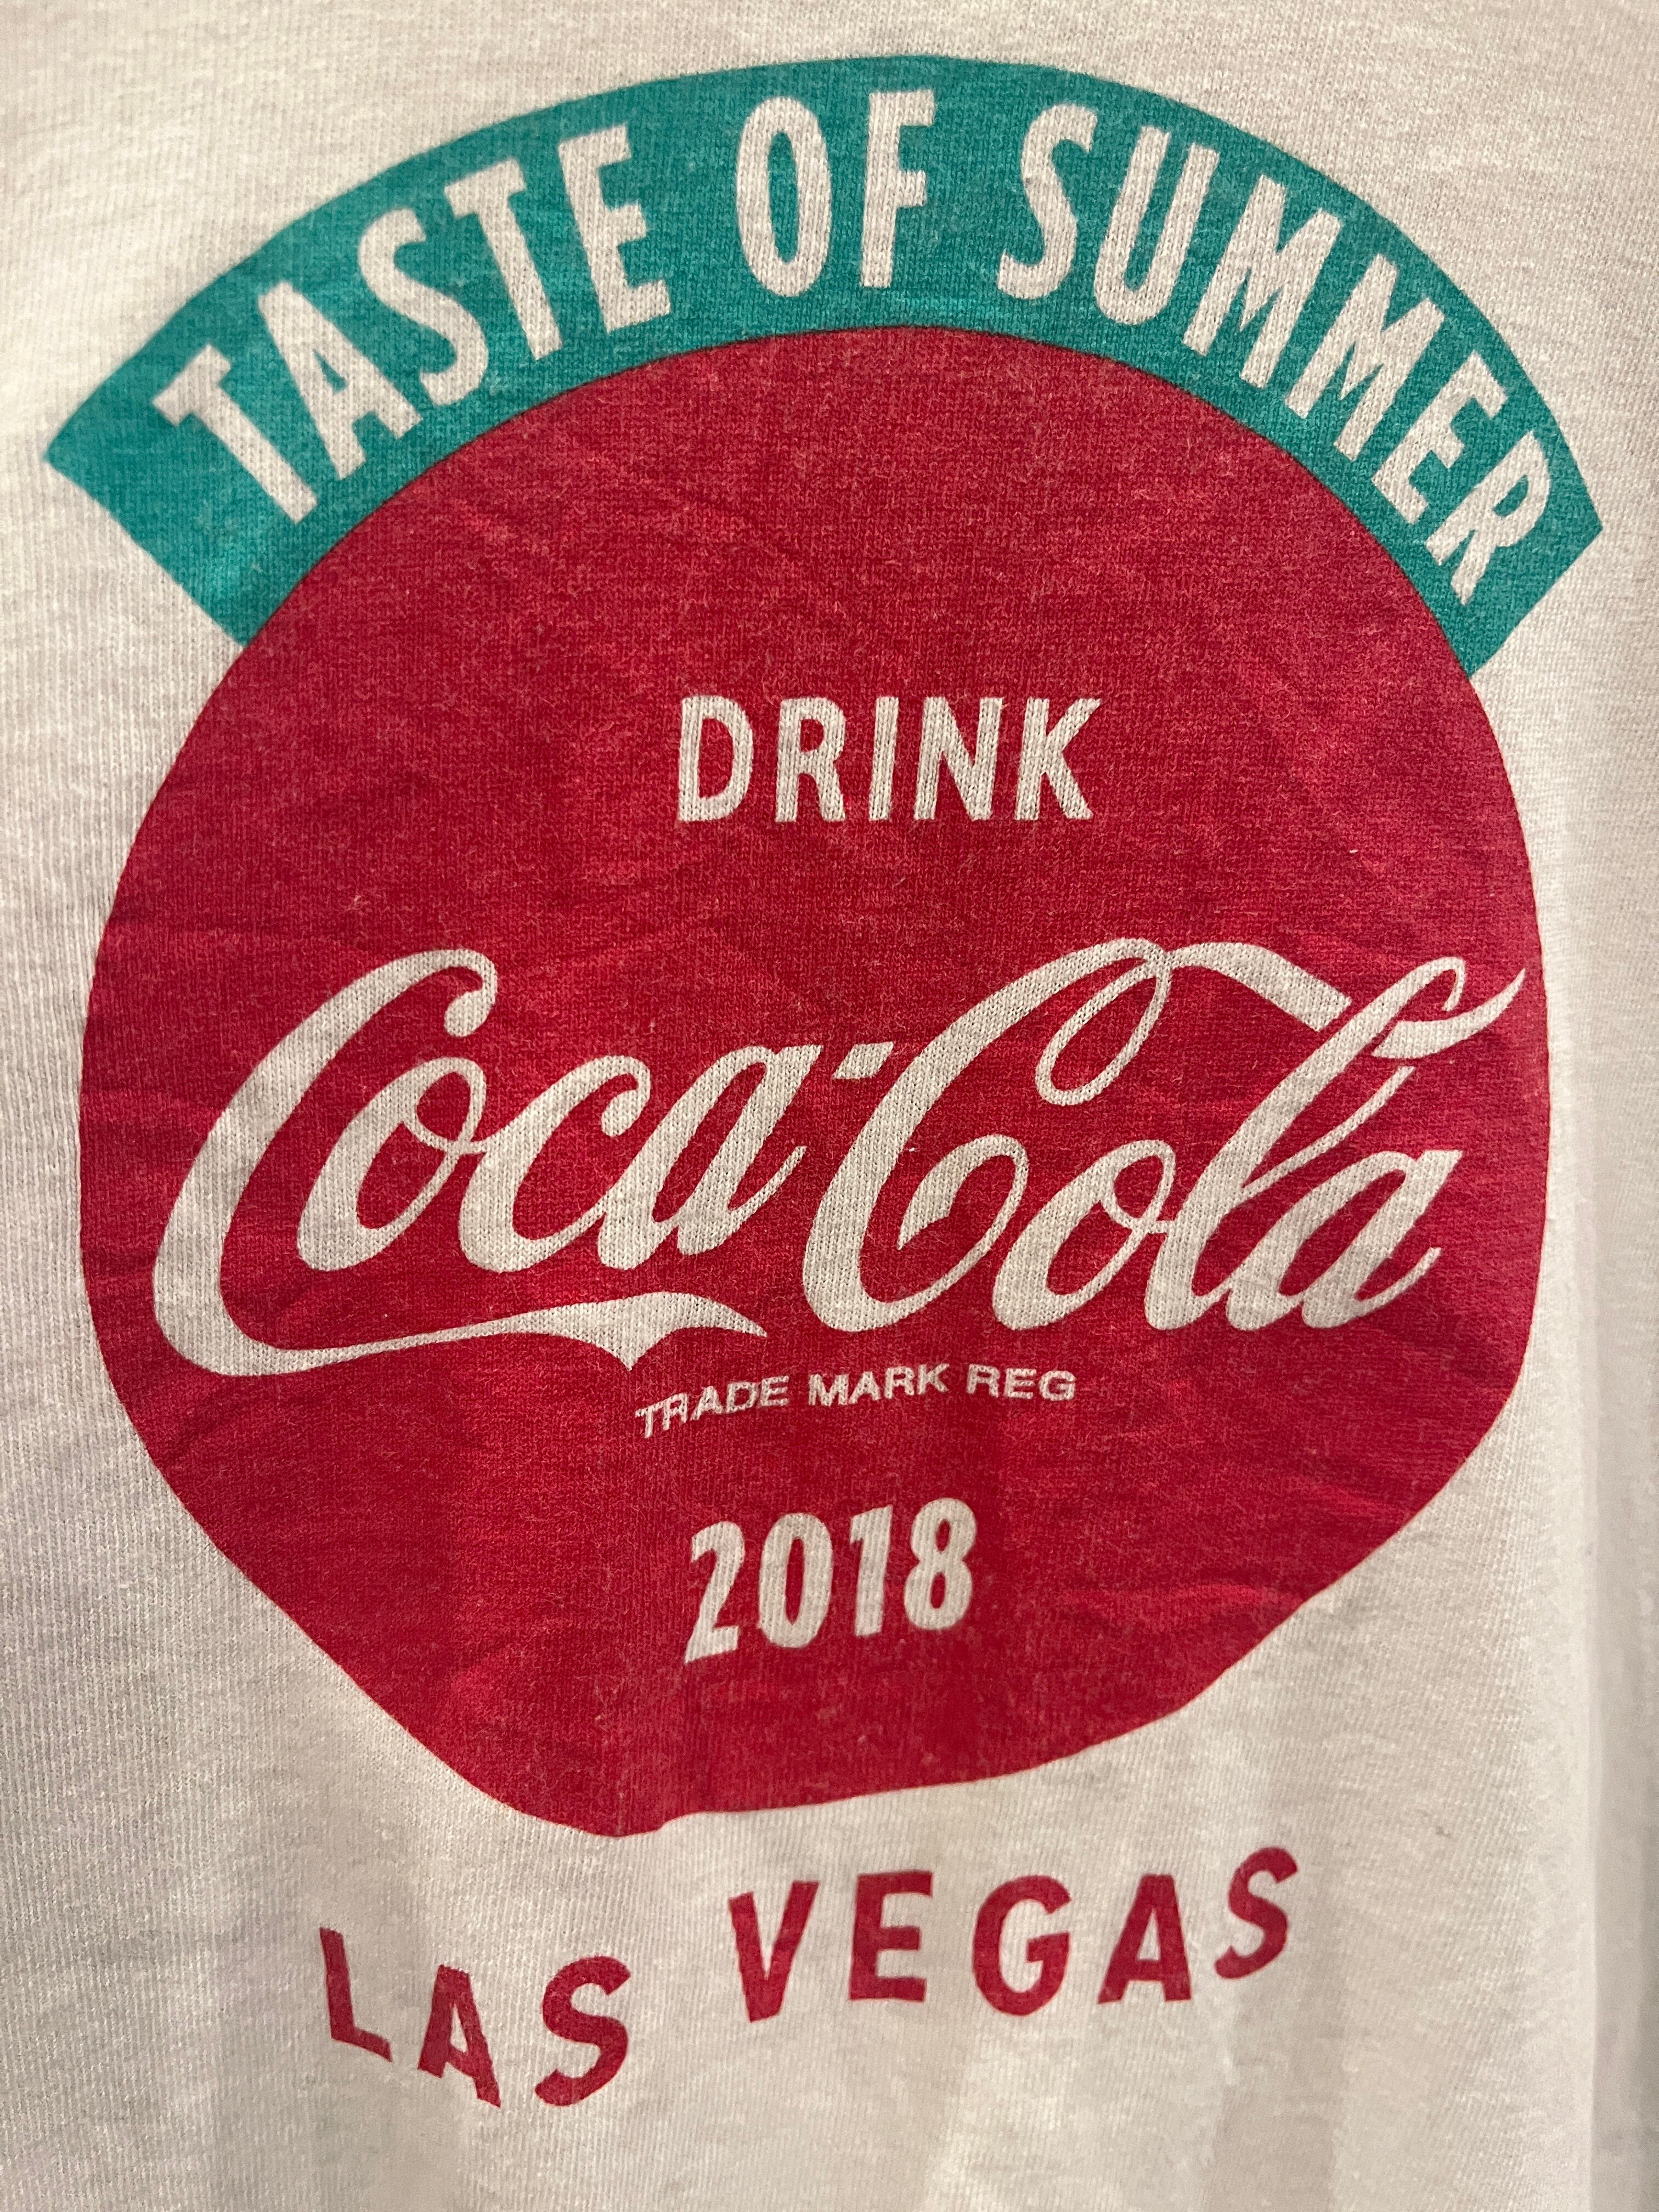 TASTE OF SUMMER
DRINK
Coca-Cola
TRADE MARK REG
2018
LAS VEGAS